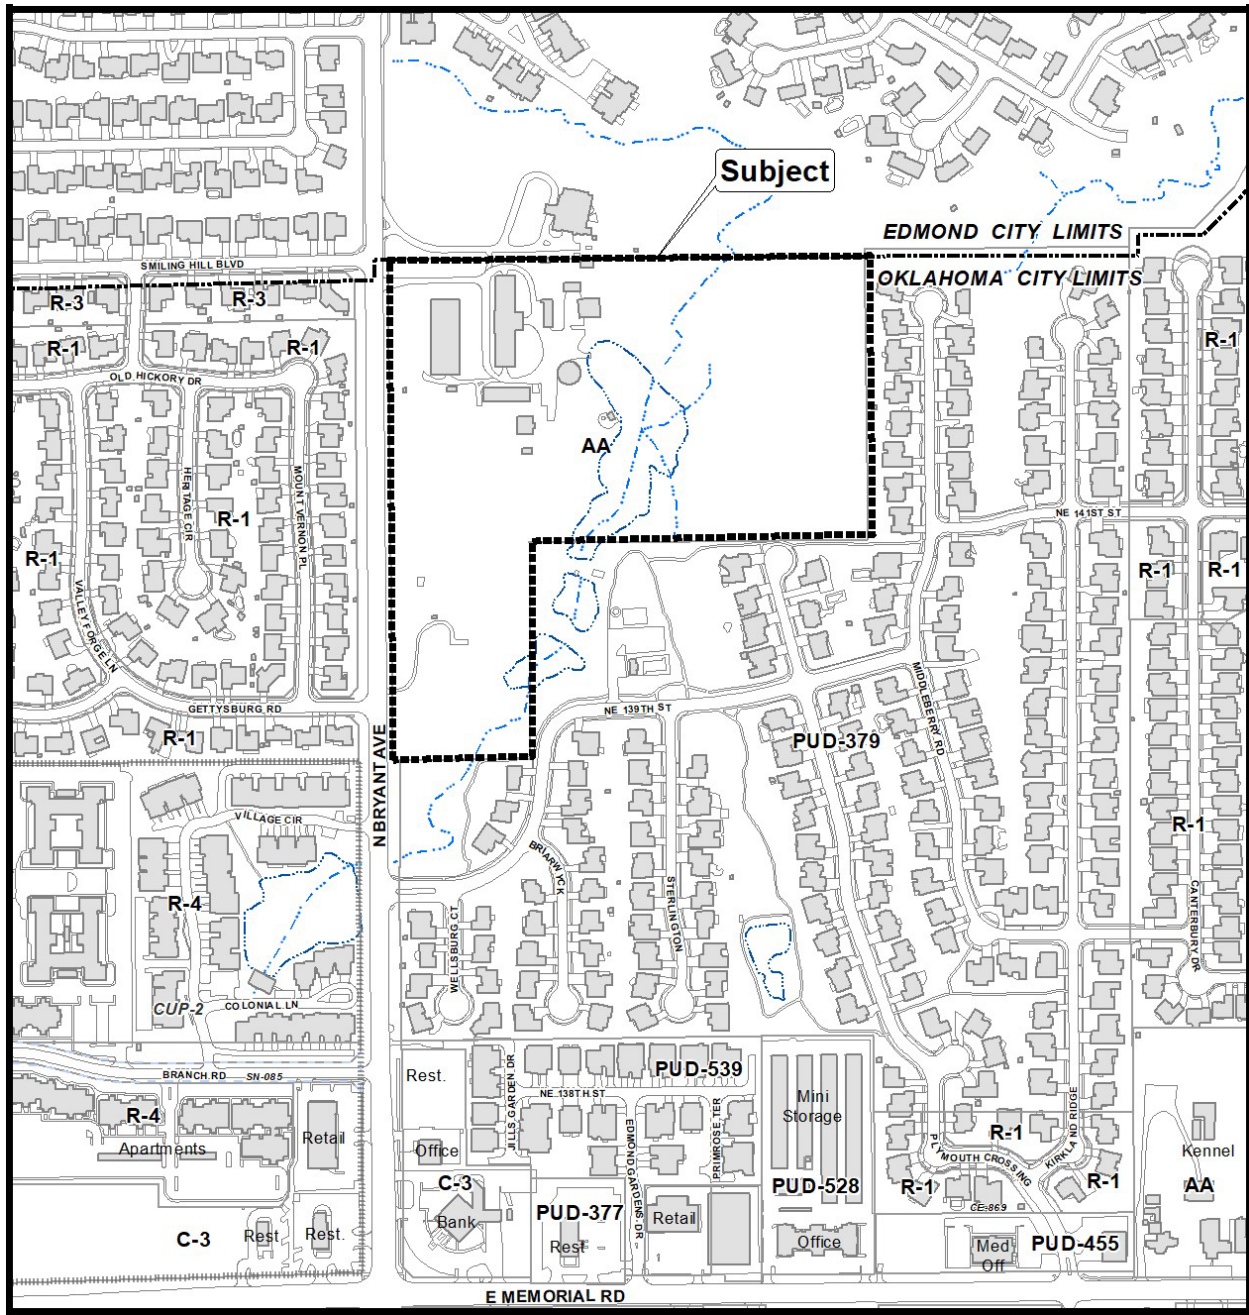 Subject
EDMOND CITY LIMITS
OKLAHOMA CITY LIMITS
SMILING HILL BLVD
R-3
R-3
R-1
R-1
R-1
OLD HICKORY DR
AA
HERITAGE CIR
MOUNT VERNON PL
R-1
NE 141ST ST
R-1
R-1
R-1
VALLEY FORGE LN
MIDDLEBERRY RD
GETTYSBURG RD
NE 139TH ST
R-1
PUD-379
N BRYANT AVE
VILLAGE CIR
R-1
BRIARWYCK
R-4
STERLINGTON
CANTERBURY DR
WELLSBURG CT
CUP-2
COLONIAL LN
BRANCH RD
SN-085
Rest.
JILLS GARDEN DR
PUD-539
NE 138TH ST
Mini
Storage
R-4
Apartments
Retail
Office
EDMOND GARDENS DR
PRIMROSE TER
PLYMOUTH CROSSING
R-1
KIRKLAND RIDGE
Kennel
C-3
PUD-528
R-1
R-1
AA
Bank
PUD-377
Retail
CE-869
C-3
Rest
Rest.
Rest
Office
Med
Off
PUD-455
E MEMORIAL RD